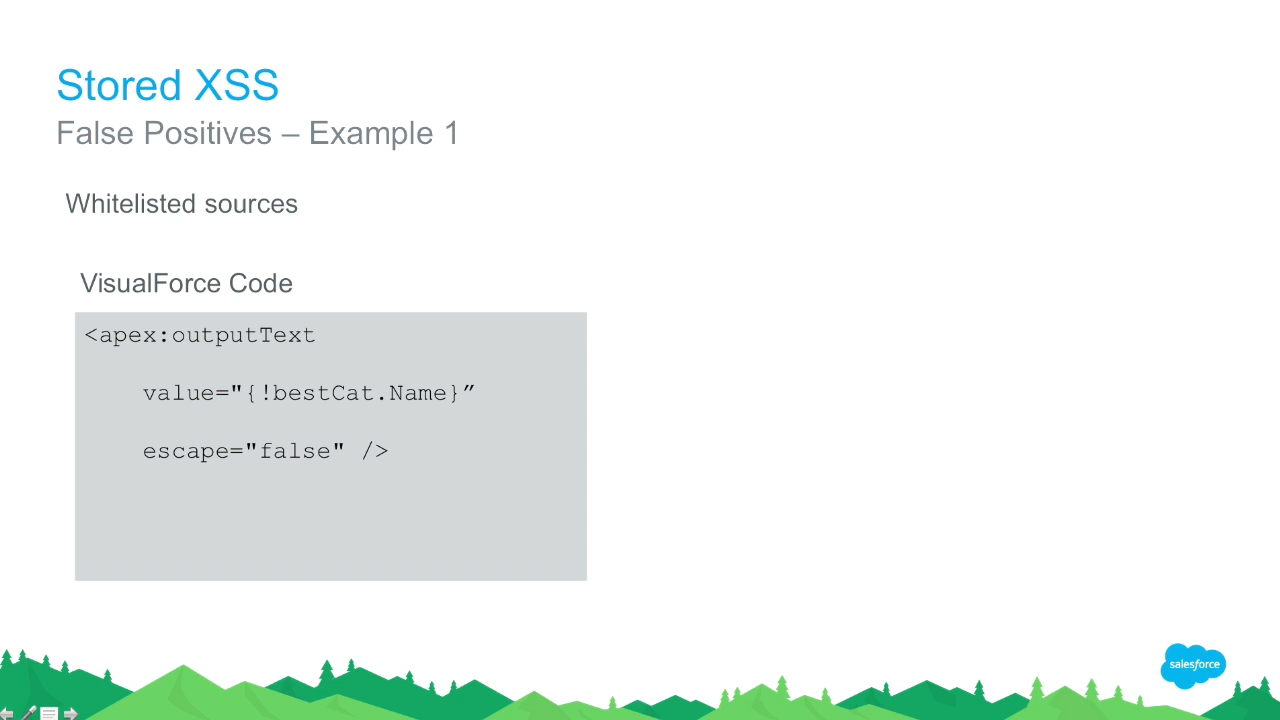 Stored XSS
False Positives – Example 1
Whitelisted sources
VisualForce Code
<apex:outputText
value="{!bestCat.Name}”
escape="false" />
salesforce